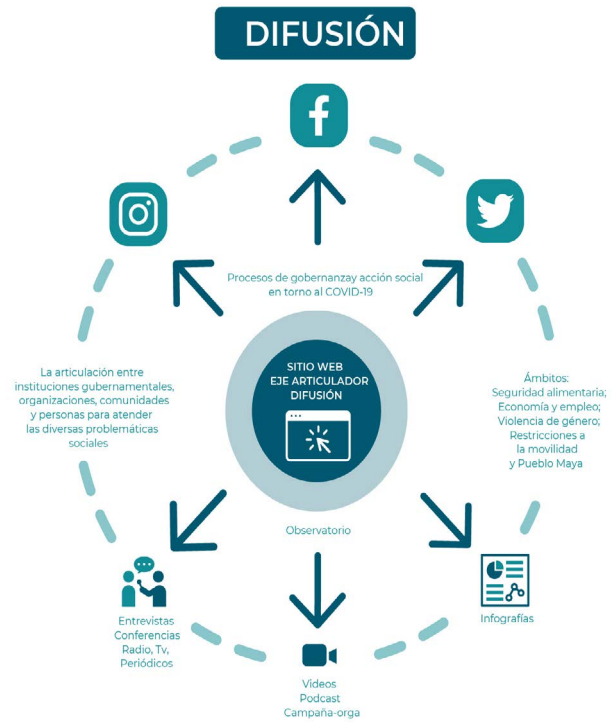 DIFUSIÓN
Procesos de gobernanzay acción social
en torno al COVID-19
SITIO WEB
EJE ARTICULADOR
DIFUSIÓN
La articulación entre
instituciones gubernamentales,
organizaciones, comunidades
y personas para atender
las diversas problemáticas
sociales
Ámbitos:
Seguridad alimentaria;
Economía y empleo;
Violencia de género;
Restricciones a
la movilidad
y Pueblo Maya
Observatorio
Entrevistas
Conferencias
Radio, Tv,
Periódicos
Infografías
Videos
Podcast
Campaña-orga